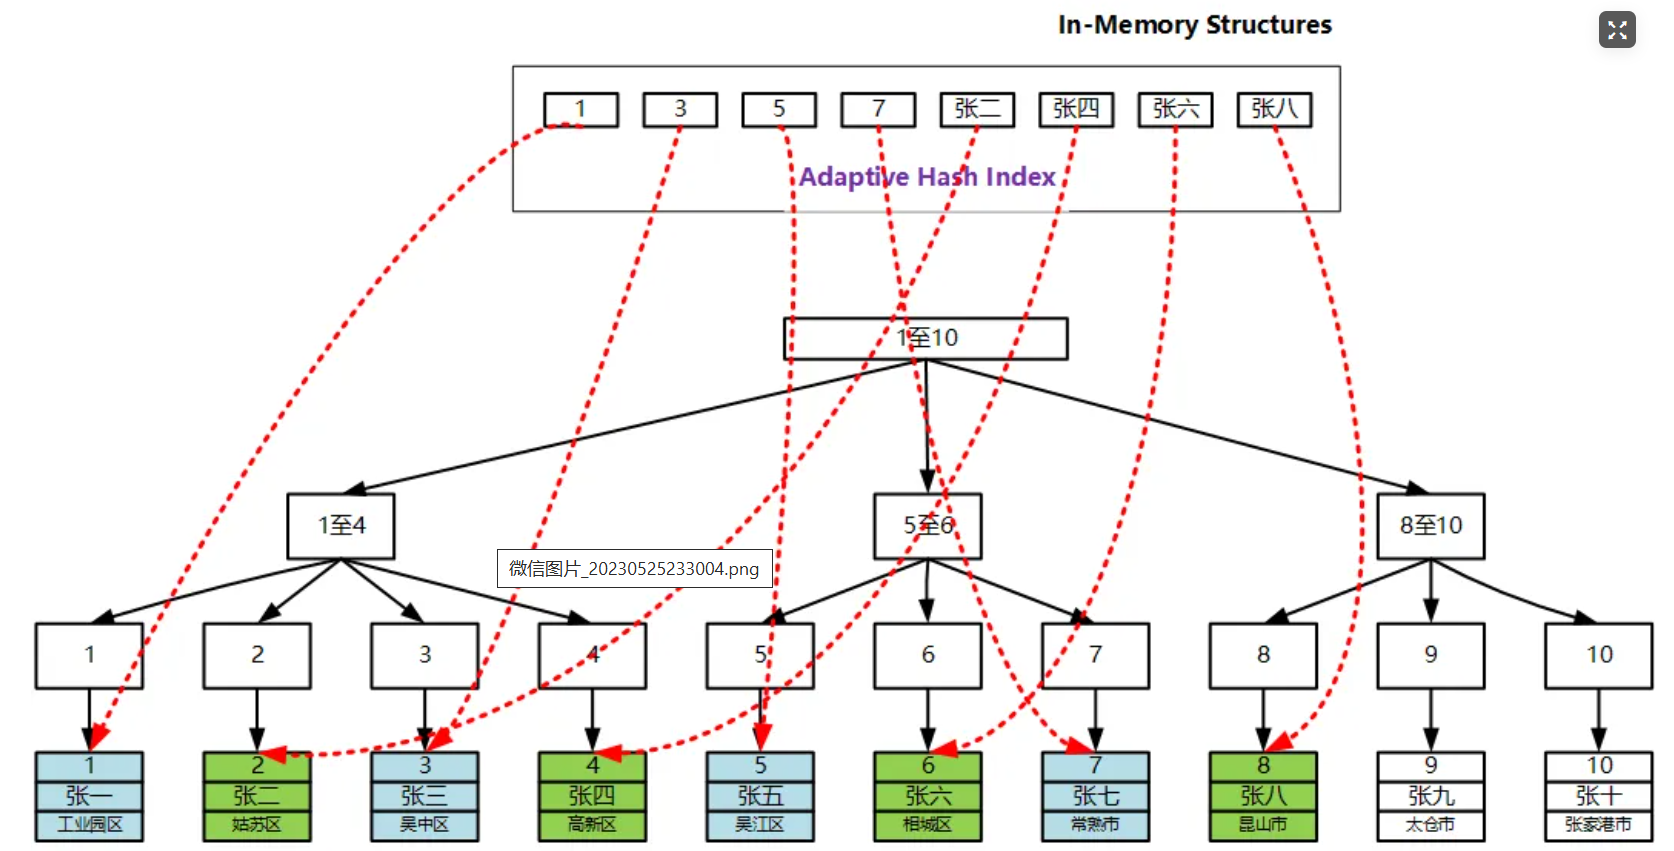 In-Memory Structures
1 3 5 7 张二 张四 张六 张八
Adaptive Hash Index
1至10
1至4 5至6 8至10
微信图片_20230525233004.png
1 2 3 4 5 6 7 8 9 10
1 2 3 4 5 6 7 8 9 10
张一 张二 张三 张四 张五 张六 张七 张八 张九 张十
工业园区 姑苏区 吴中区 高新区 吴江区 相城区 常熟市 昆山市 太仓市 张家港市